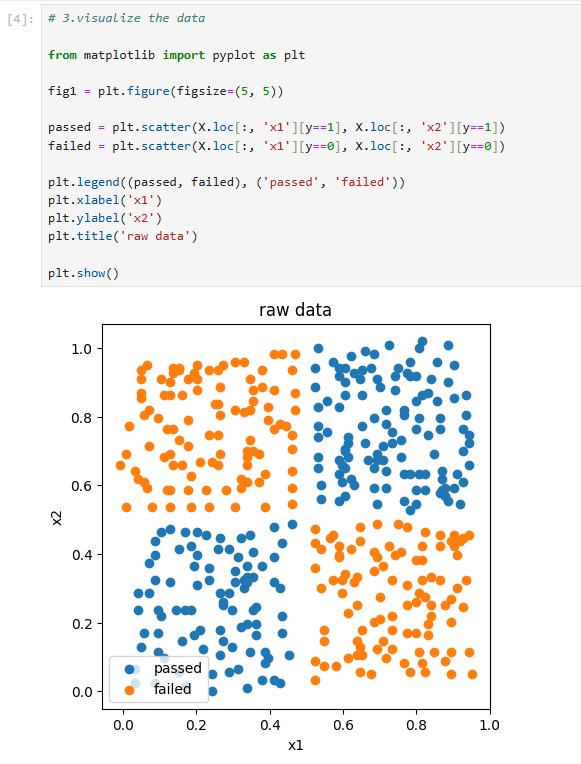 [4]: # 3.visualize the data
from matplotlib import pyplot as plt
fig1 = plt.figure(figsize=(5, 5))
passed = plt.scatter(X.loc[:, 'x1'][y==1], X.loc[:, 'x2'][y==1])
failed = plt.scatter(X.loc[:, 'x1'][y==0], X.loc[:, 'x2'][y==0])
plt.legend((passed, failed), ('passed', 'failed'))
plt.xlabel('x1')
plt.ylabel('x2')
plt.title('raw data')
plt.show()
raw data
1.0
0.8
0.6
x2
0.4
0.2
0.0
passed
failed
0.0 0.2 0.4 0.6 0.8 1.0
x1